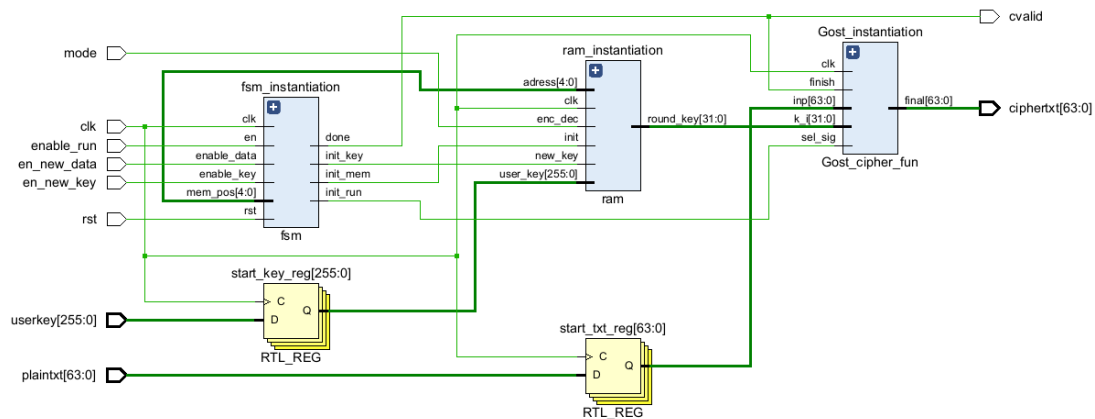 cvalid
mode
clk
enable_run
en_new_data
en_new_key
rst
userkey[255:0]
plaintxt[63:0]
fsm_instantiation
clk
en
enable_data
enable_key
mem_pos[4:0]
rst
done
init_key
init_mem
init_run
fsm
start_key_reg[255:0]
C
D
Q
RTL_REG
ram_instantiation
adress[4:0]
clk
enc_dec
init
new_key
user_key[255:0]
round_key[31:0]
ram
start_txt_reg[63:0]
C
D
Q
RTL_REG
Gost_instantiation
clk
finish
inp[63:0]
k_i[31:0]
sel_sig
final[63:0]
Gost_cipher_fun
ciphertxt[63:0]